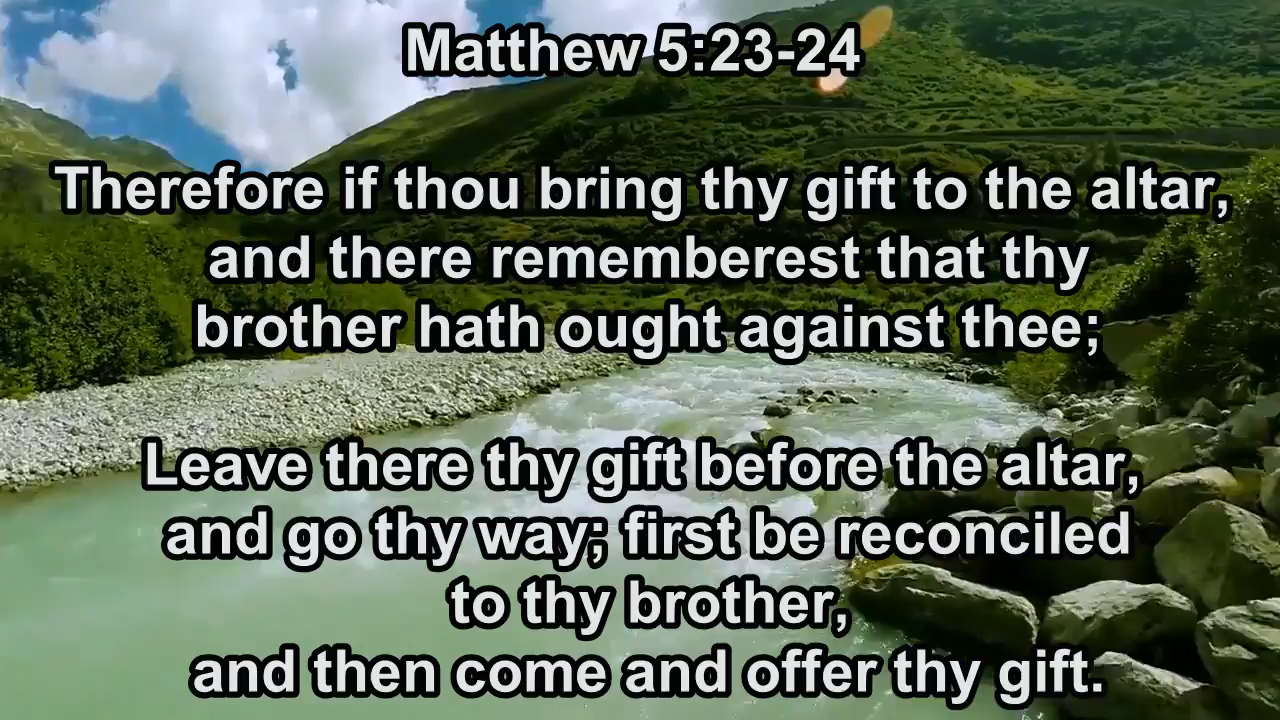 Matthew 5:23-24
Therefore if thou bring thy gift to the altar,
and there rememberest that thy
brother hath ought against thee;
Leave there thy gift before the altar,
and go thy way; first be reconciled
to thy brother,
and then come and offer thy gift.